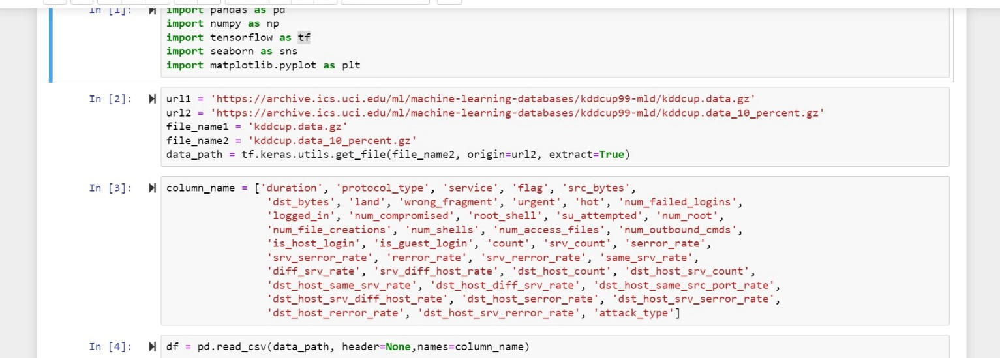 In [1]: import pandas as pd
import numpy as np
import tensorflow as tf
import seaborn as sns
import matplotlib.pyplot as plt
In [2]: url1 = 'https://archive.ics.uci.edu/ml/machine-learning-databases/kddcup99-mld/kddcup.data.gz'
url2 = 'https://archive.ics.uci.edu/ml/machine-learning-databases/kddcup99-mld/kddcup.data_10_percent.gz'
file_name1 = 'kddcup.data.gz'
file_name2 = 'kddcup.data_10_percent.gz'
data_path = tf.keras.utils.get_file(file_name2, origin=url2, extract=True)
In [3]: column_name = ['duration', 'protocol_type', 'service', 'flag', 'src_bytes',
'dst_bytes', 'land', 'wrong_fragment', 'urgent', 'hot', 'num_failed_logins',
'logged_in', 'num_compromised', 'root_shell', 'su_attempted', 'num_root',
'num_file_creations', 'num_shells', 'num_access_files', 'num_outbound_cmds',
'is_host_login', 'is_guest_login', 'count', 'srv_count', 'serror_rate',
'srv_serror_rate', 'rerror_rate', 'srv_rerror_rate', 'same_srv_rate',
'diff_srv_rate', 'srv_diff_host_rate', 'dst_host_count', 'dst_host_srv_count',
'dst_host_same_srv_rate', 'dst_host_diff_srv_rate', 'dst_host_same_src_port_rate',
'dst_host_srv_diff_host_rate', 'dst_host_serror_rate', 'dst_host_srv_serror_rate',
'dst_host_rerror_rate', 'dst_host_srv_rerror_rate', 'attack_type']
In [4]: df = pd.read_csv(data_path, header=None,names=column_name)